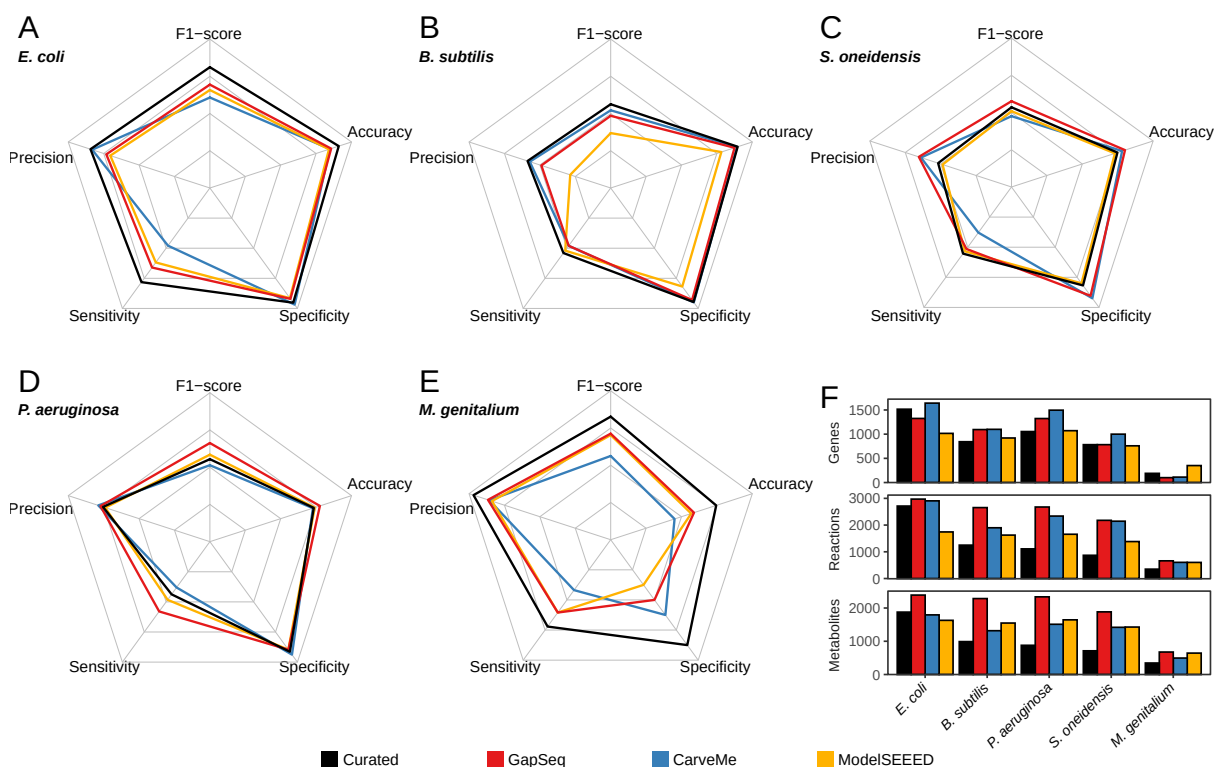 A
E. coli
F1−score
Accuracy
Precision
Sensitivity
Specificity
B
B. subtilis
F1−score
Accuracy
Precision
Sensitivity
Specificity
C
S. oneidensis
F1−score
Accuracy
Precision
Sensitivity
Specificity
D
P. aeruginosa
F1−score
Accuracy
Precision
Sensitivity
Specificity
E
M. genitalium
F1−score
Accuracy
Precision
Sensitivity
Specificity
F
Genes
1500
1000
500
0
Reactions
3000
2000
1000
0
Metabolites
2000
1000
0
E. coli
B. subtilis
P. aeruginosa
S. oneidensis
M. genitalium
Curated
GapSeq
CarveMe
ModelSEEED